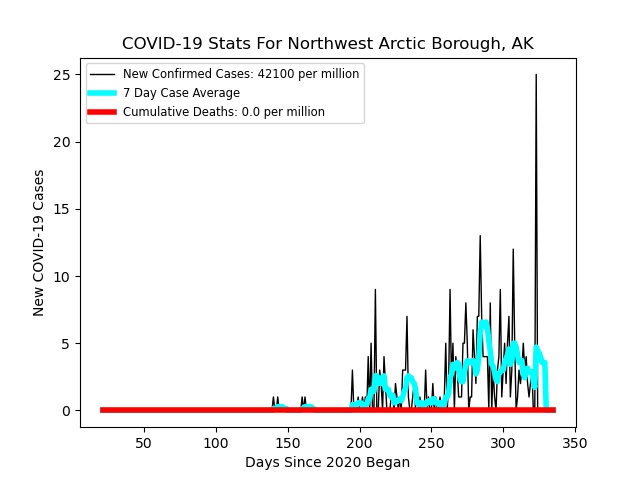 COVID-19 Stats For Northwest Arctic Borough, AK
New Confirmed Cases: 42100 per million
7 Day Case Average
Cumulative Deaths: 0.0 per million
New COVID-19 Cases
25
20
15
10
5
0
50 100 150 200 250 300 350
Days Since 2020 Began